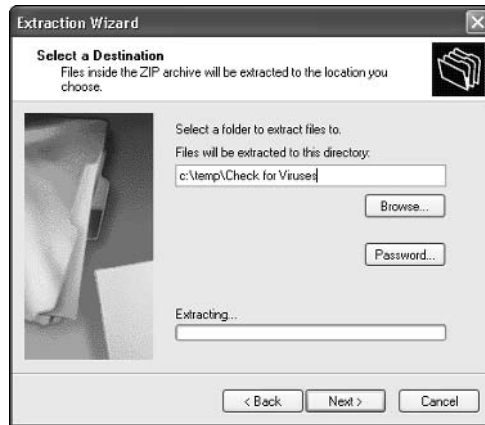 Extraction Wizard
Select a Destination
Files inside the ZIP archive will be extracted to the location you
choose.
Select a folder to extract files to.
Files will be extracted to this directory:
c:\temp\Check for Viruses
Browse...
Password...
Extracting...
< Back Next > Cancel